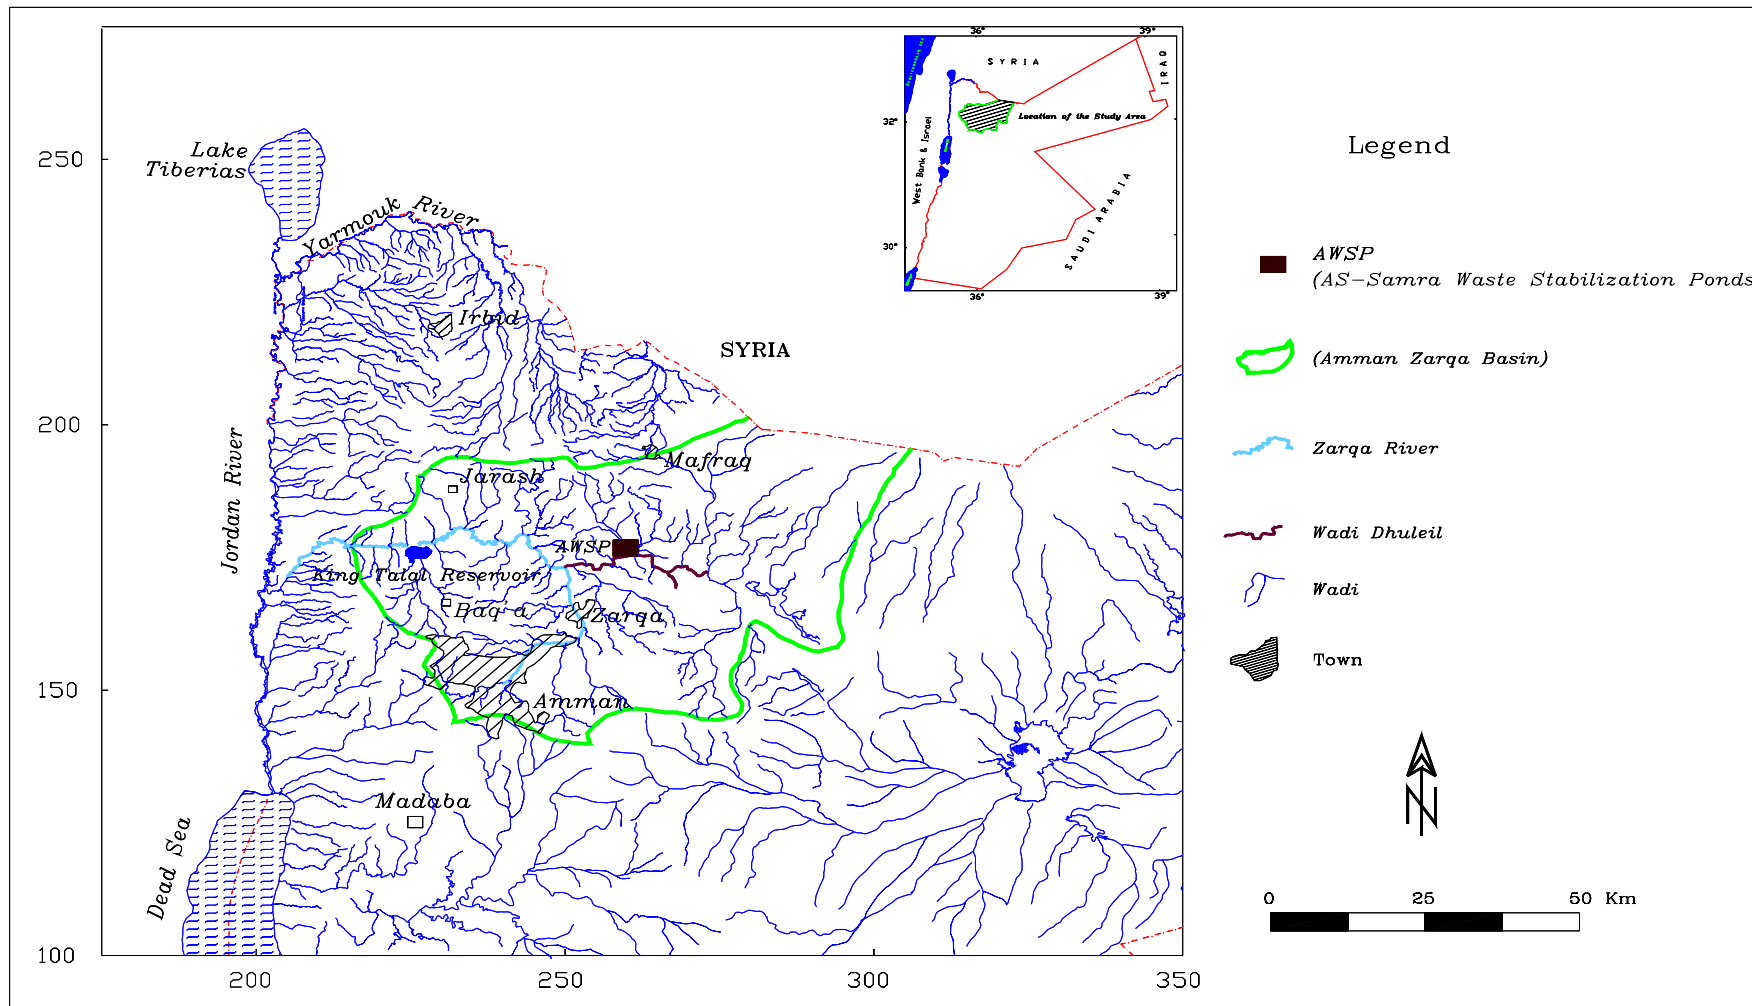 250
200
150
100
200
250
300
350
Lake
Tiberias
Yarmouk River
Irbid
SYRIA
Jordan River
Mafraq
Jarash
AWSP
King Talal Reservoir
Baq'a
Zarqa
Amman
Madaba
Dead Sea
36°
39°
SYRIA
IRAQ
32°
Location of the Study Area
West Bank & Israel
SAUDI ARABIA
30°
36°
39°
Legend
AWSP
(AS-Samra Waste Stabilization Ponds
(Amman Zarqa Basin)
Zarqa River
Wadi Dhuleil
Wadi
Town
N
0 25 50 Km